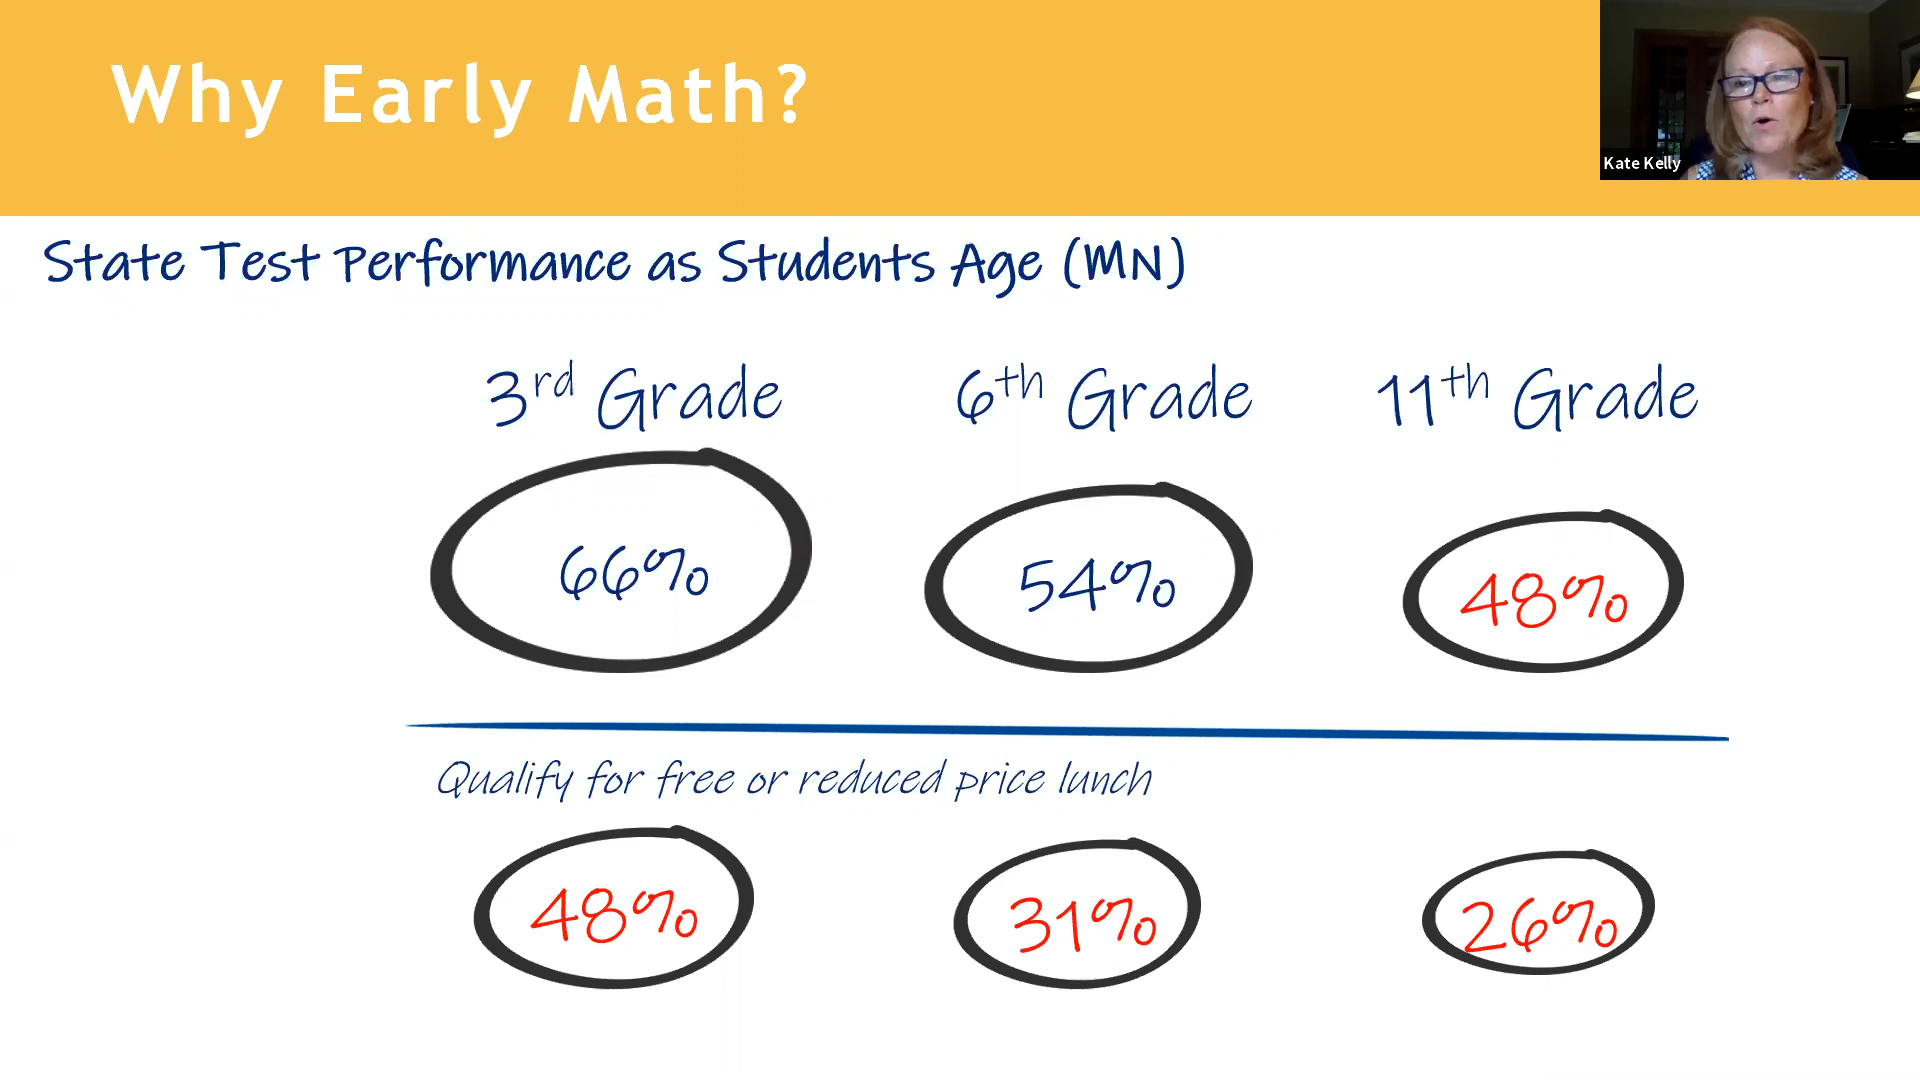 Why Early Math?
Kate Kelly
State Test Performance as Students Age (MN)
3rd Grade 6th Grade 11th Grade
66% 54% 48%
Qualify for free or reduced price lunch
48% 31% 26%